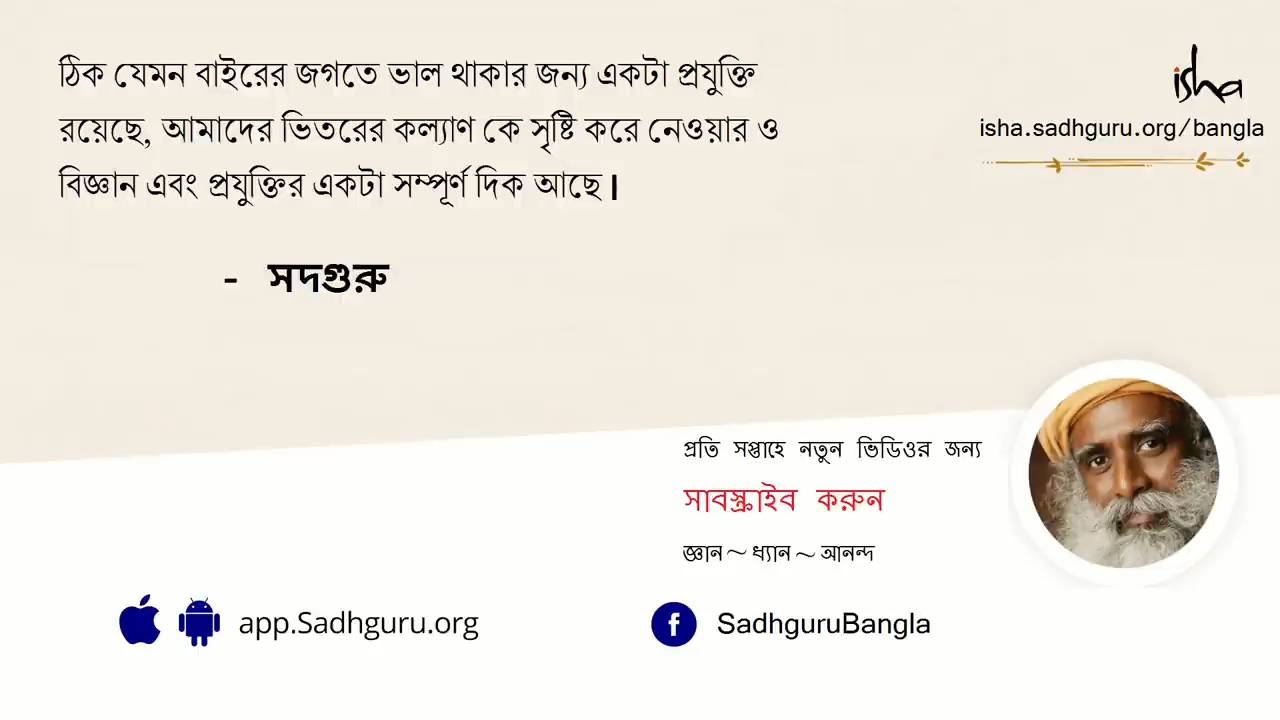 ঠিক যেমন বাইরের জগতে ভাল থাকার জন্য একটা প্রযুক্তি
রয়েছে, আমাদের ভিতরের কল্যাণ কে সৃষ্টি করে নেওয়ার ও
বিজ্ঞান এবং প্রযুক্তির একটা সম্পূর্ণ দিক আছে।
- সদগুরু
isha
isha.sadhguru.org/bangla
প্রতি সপ্তাহে নতুন ভিডিওর জন্য
সাবস্ক্রাইব করুন
জ্ঞান ~ ধ্যান ~ আনন্দ
app.Sadhguru.org
f SadhguruBangla